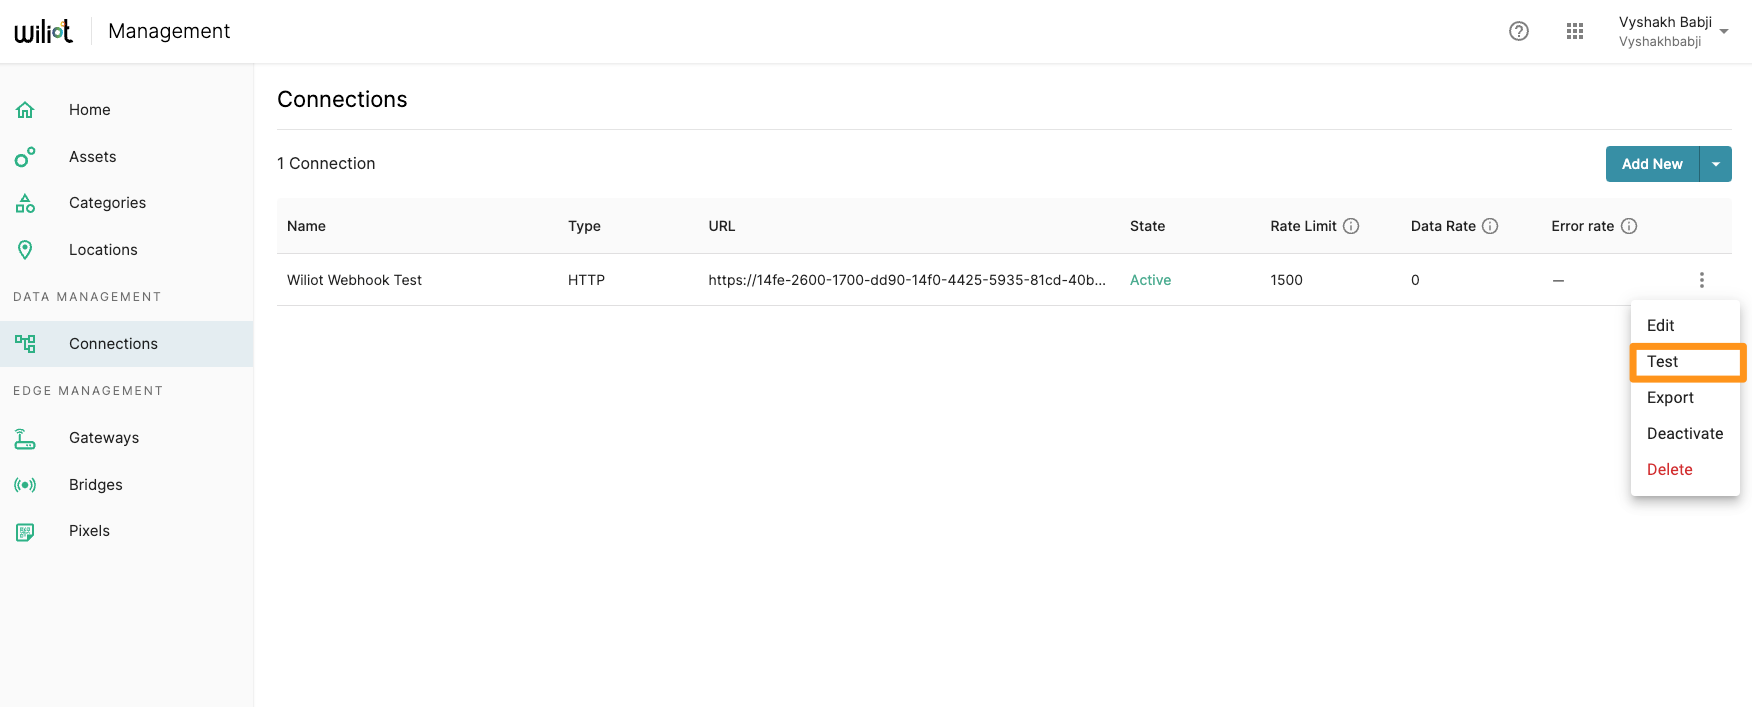 wiliot
Management
Vyshakh Babji
Vyshakhbabji
Home
Assets
Categories
Locations
DATA MANAGEMENT
Connections
EDGE MANAGEMENT
Gateways
Bridges
Pixels
Connections
1 Connection
Add New
Name Type URL State Rate Limit Data Rate Error rate
Wiliot Webhook Test HTTP https://14fe-2600-1700-dd90-14f0-4425-5935-81cd-40b... Active 1500 0 —
Edit
Test
Export
Deactivate
Delete